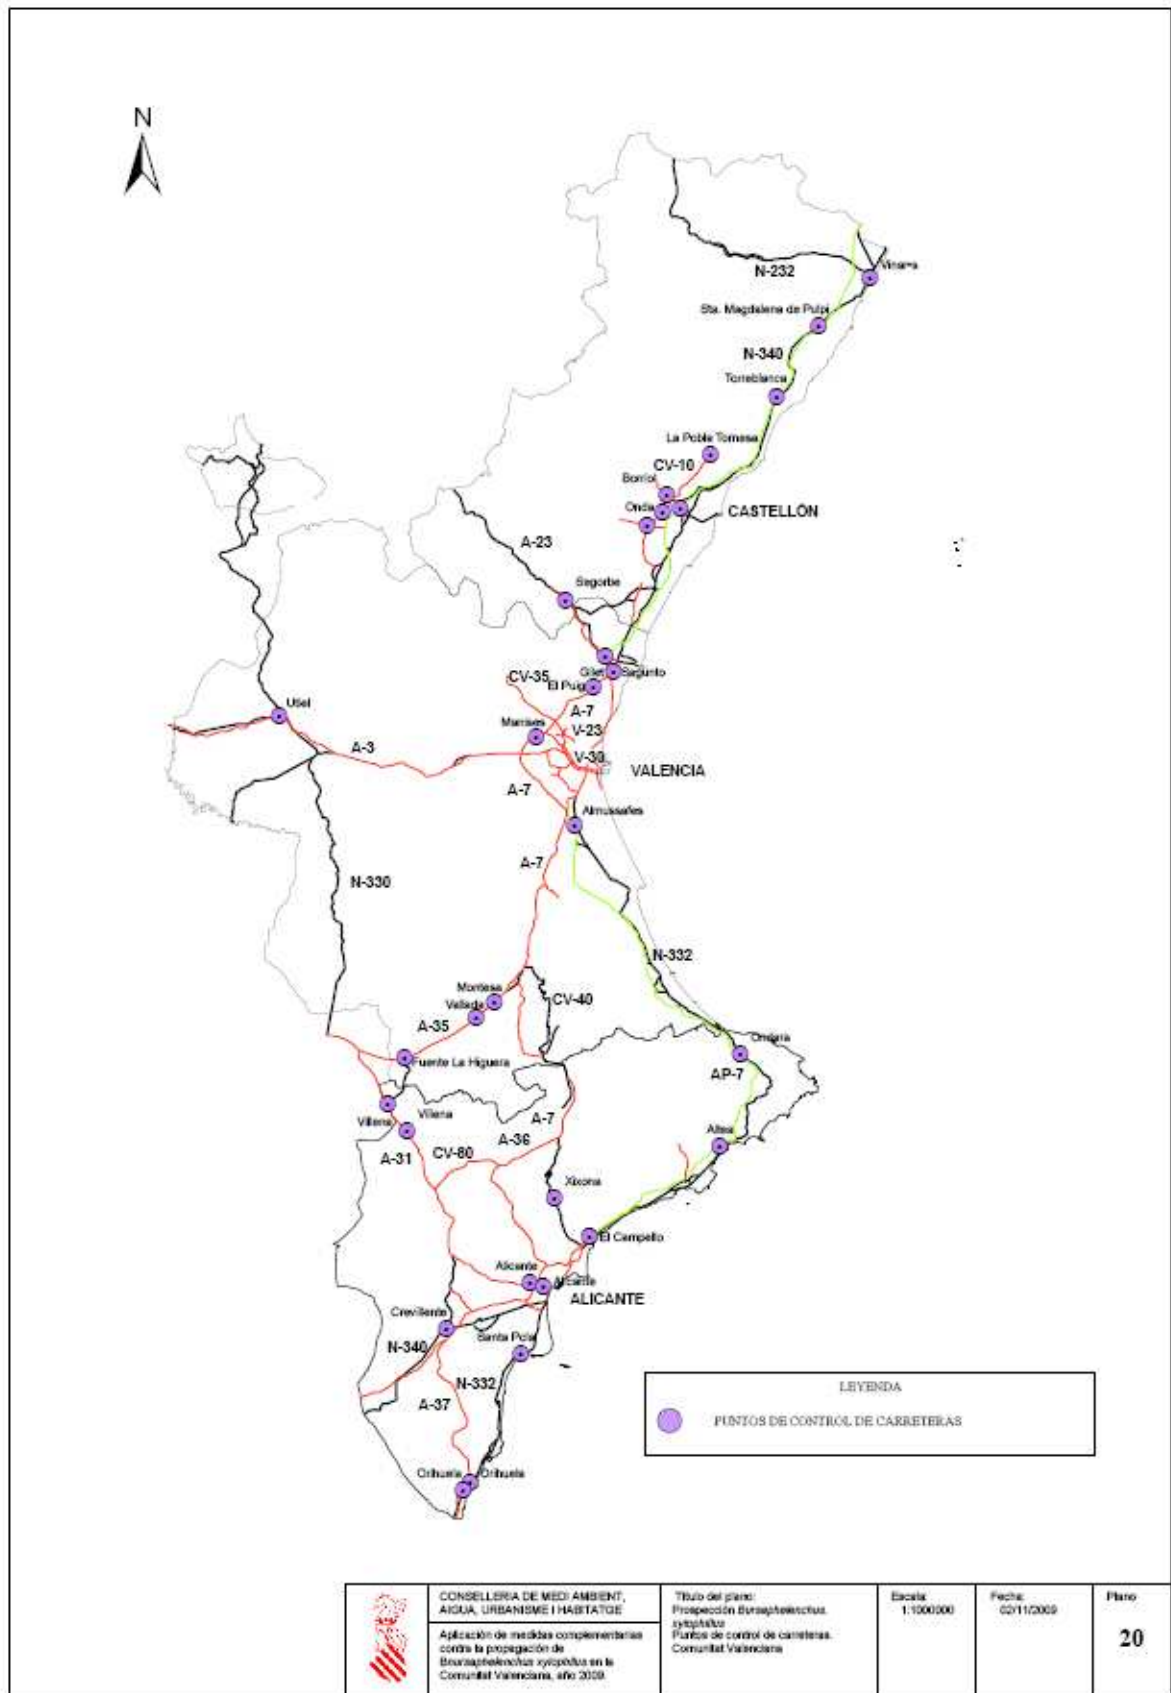 N
N-232
Vinaròs
Sta. Magdalena de Pulpi
N-340
Torreblanca
La Pobla Tornesa
CV-10
Borriol
Onda
CASTELLÓN
A-23
Segorbe
Gilet
Sagunto
CV-35
El Puig
A-7
Utiel
Manises
V-23
A-3
V-30
VALENCIA
A-7
Almussafes
A-7
N-330
N-332
Montesa
CV-40
Vallada
A-35
Ondara
Fuente La Higuera
AP-7
Villena
Villena
A-7
A-36
Altea
A-31
CV-80
Xixona
El Campello
Alicante
Alicante
ALICANTE
Crevillente
N-340
Santa Pola
N-332
A-37
LEYENDA
PUNTOS DE CONTROL DE CARRETERAS
Orihuela
Orihuela
CONSELLERIA DE MEDI AMBIENT,
AIGUA, URBANISME I HABITATGE
Aplicación de medidas complementarias
contra la propagación de
Bursaphelenchus xylophilus en la
Comunitat Valenciana, año 2009.
Título del plano:
Prospección Bursaphelenchus
xylophilus
Puntos de control de carreteras.
Comunitat Valenciana
Escala:
1:1000000
Fecha:
02/11/2009
Plano
20